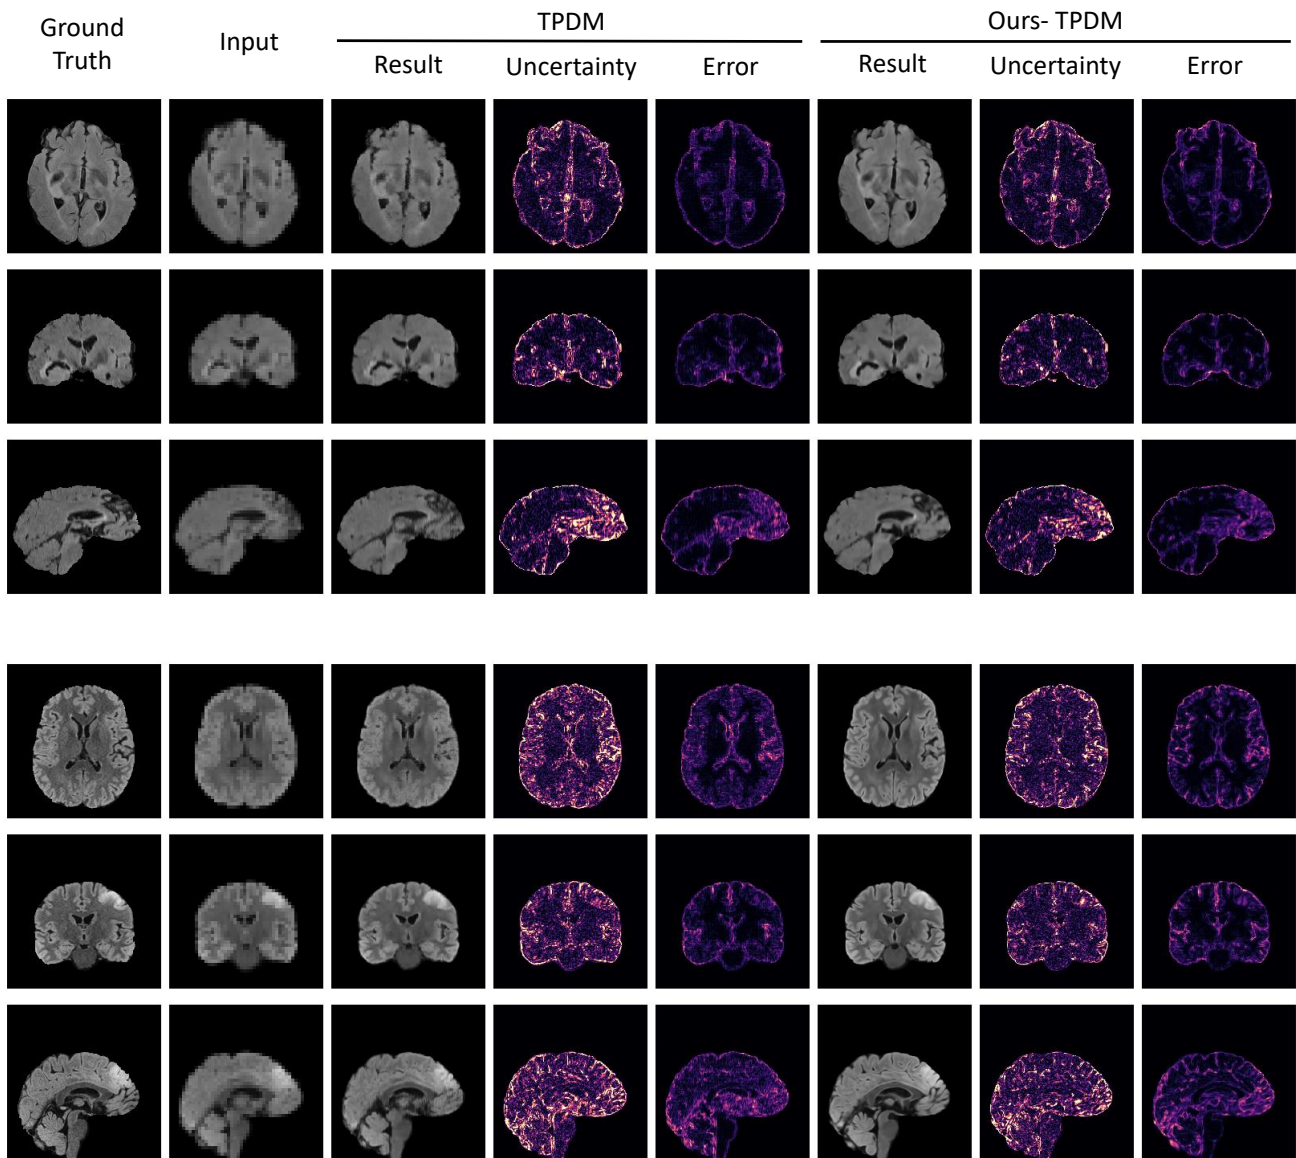 Ground
Truth
Input
TPDM
Result
Uncertainty
Error
Ours- TPDM
Result
Uncertainty
Error